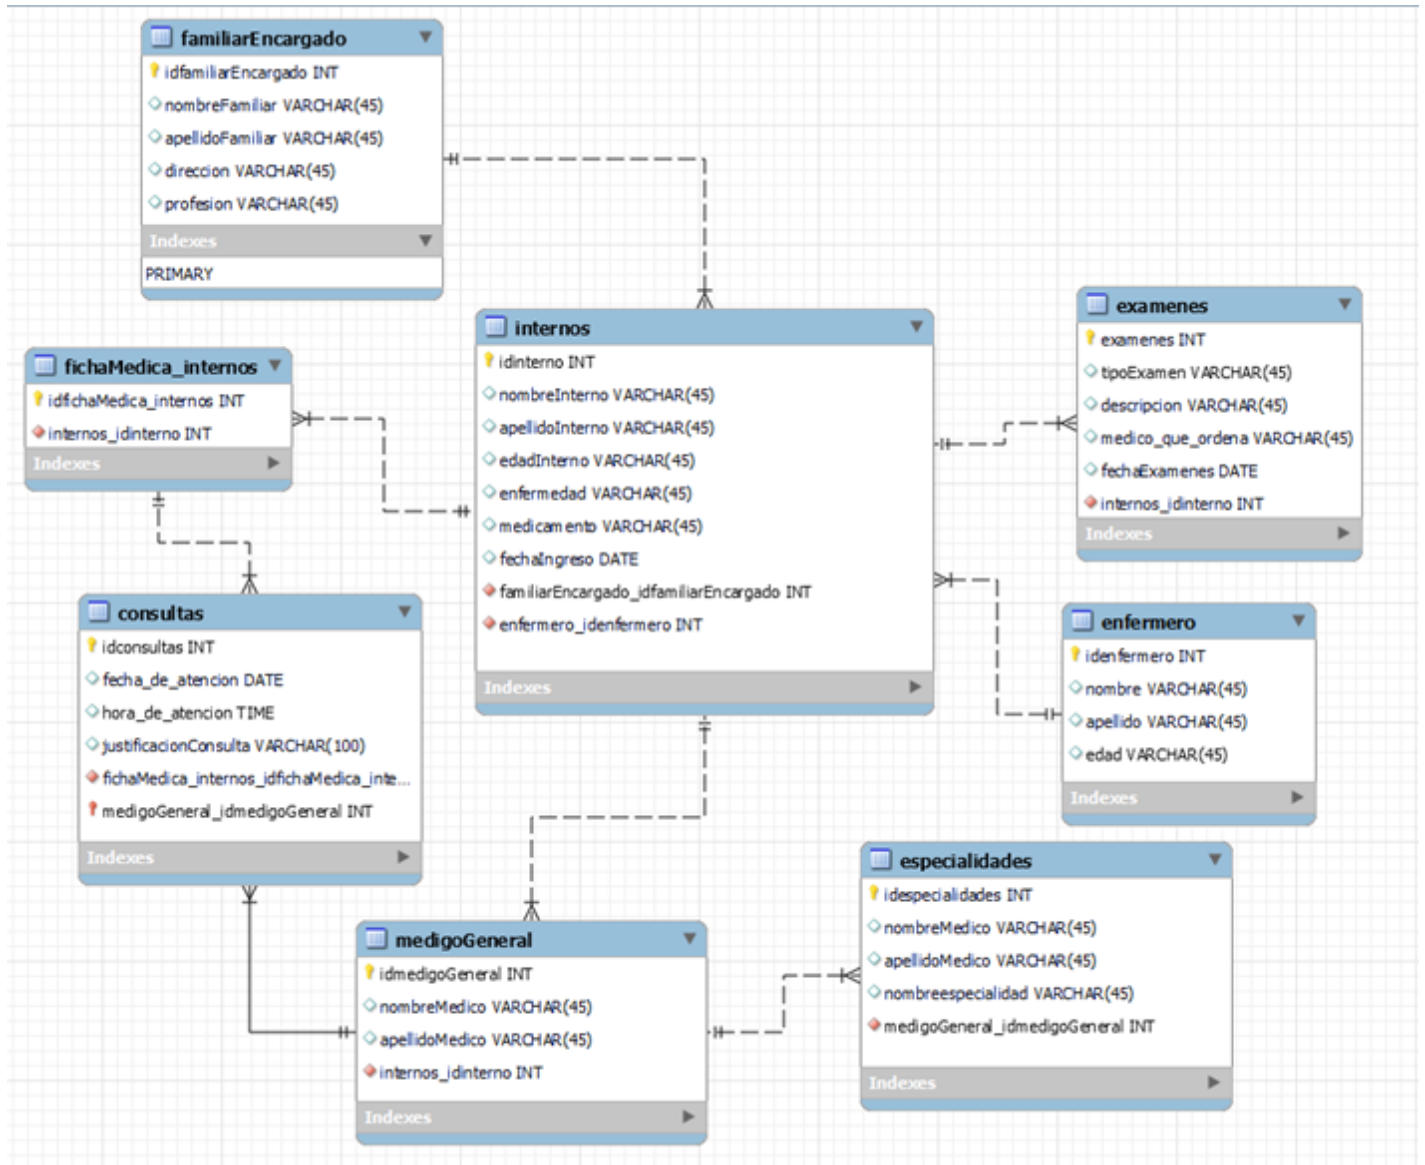 familiarEncargado
idfamiliarEncargado INT
nombreFamiliar VARCHAR(45)
apellidoFamiliar VARCHAR(45)
direccion VARCHAR(45)
profesion VARCHAR(45)
Indexes
PRIMARY
fichaMedica_internos
idfichaMedica_internos INT
internos_idinterno INT
Indexes
internos
idinterno INT
nombreInterno VARCHAR(45)
apellidoInterno VARCHAR(45)
edadInterno VARCHAR(45)
enfermedad VARCHAR(45)
medicamento VARCHAR(45)
fechaIngreso DATE
familiarEncargado_idfamiliarEncargado INT
enfermero_idenfermero INT
Indexes
examenes
examenes INT
tipoExamen VARCHAR(45)
descripcion VARCHAR(45)
medico_que_ordena VARCHAR(45)
fechaExamenes DATE
internos_idinterno INT
Indexes
consultas
idconsultas INT
fecha_de_atencion DATE
hora_de_atencion TIME
justificacionConsulta VARCHAR(100)
fichaMedica_internos_idfichaMedica_inte...
medigoGeneral_idmedigoGeneral INT
Indexes
enfermero
idenfermero INT
nombre VARCHAR(45)
apellido VARCHAR(45)
edad VARCHAR(45)
Indexes
medigoGeneral
idmedigoGeneral INT
nombreMedico VARCHAR(45)
apellidoMedico VARCHAR(45)
internos_idinterno INT
Indexes
especialidades
idespecialidades INT
nombreMedico VARCHAR(45)
apellidoMedico VARCHAR(45)
nombreespecialidad VARCHAR(45)
medigoGeneral_idmedigoGeneral INT
Indexes